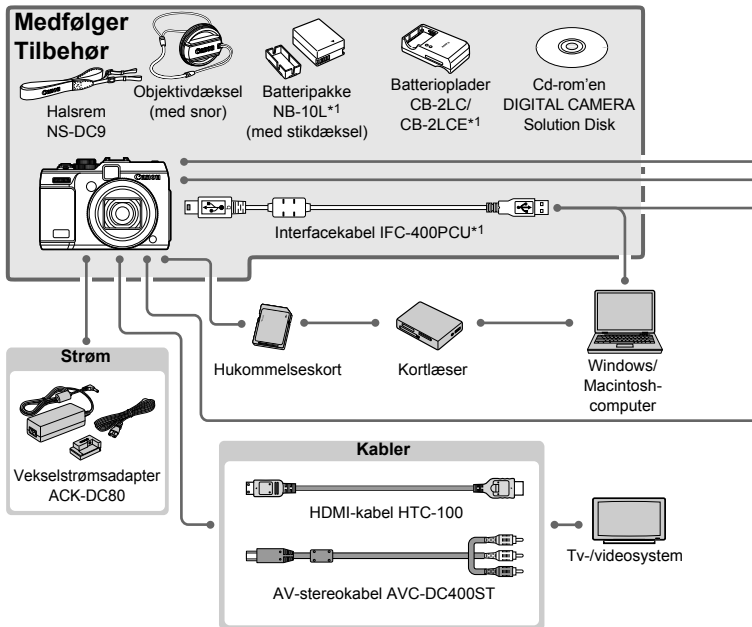 Medfølger
Tilbehør
Halsrem
NS-DC9
Objektivdæksel
(med snor)
Batteripakke
NB-10L*1
(med stikdæksel)
Batterioplader
CB-2LC/
CB-2LCE*1
Cd-rom'en
DIGITAL CAMERA
Solution Disk
Canon
Interfacekabel IFC-400PCU*1
Hukommelseskort
Kortlæser
Windows/
Macintosh-
computer
Strøm
Vekselstrømsadapter
ACK-DC80
Kabler
HDMI-kabel HTC-100
AV-stereokabel AVC-DC400ST
Tv-/videosystem